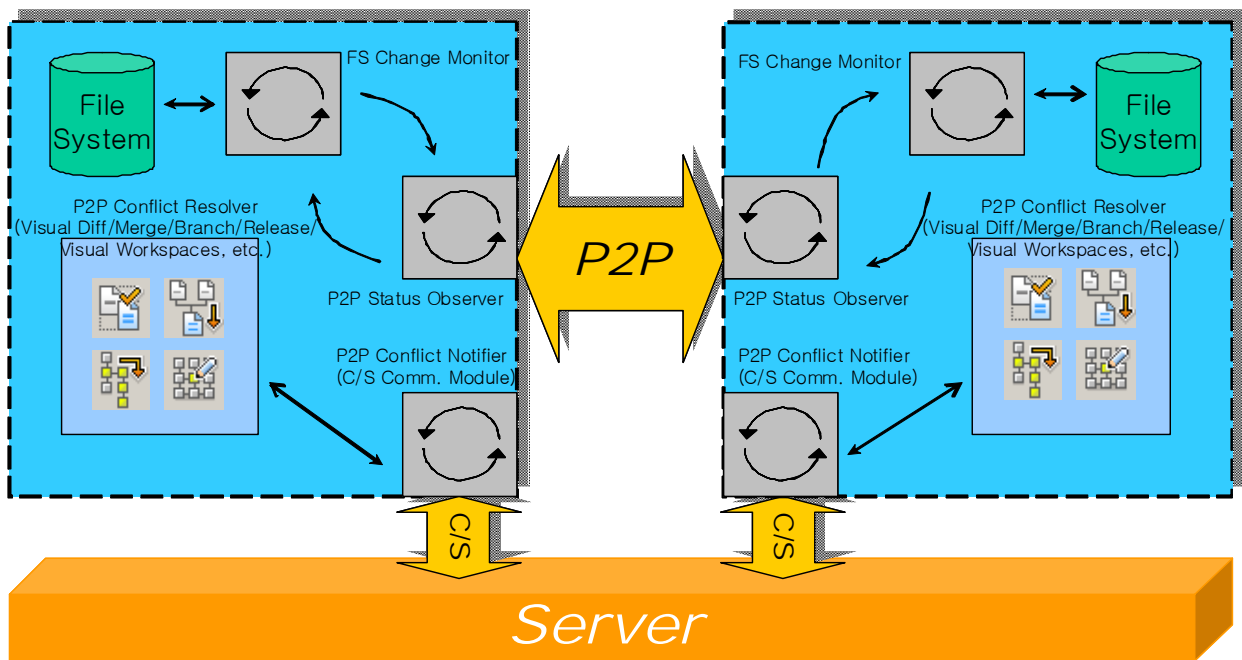 FS Change Monitor
File
System
P2P Conflict Resolver
(Visual Diff/Merge/Branch/Release/
Visual Workspaces, etc.)
P2P Status Observer
P2P Conflict Notifier
(C/S Comm. Module)
C/S
P2P
FS Change Monitor
File
System
P2P Conflict Resolver
(Visual Diff/Merge/Branch/Release/
Visual Workspaces, etc.)
P2P Status Observer
P2P Conflict Notifier
(C/S Comm. Module)
C/S
Server